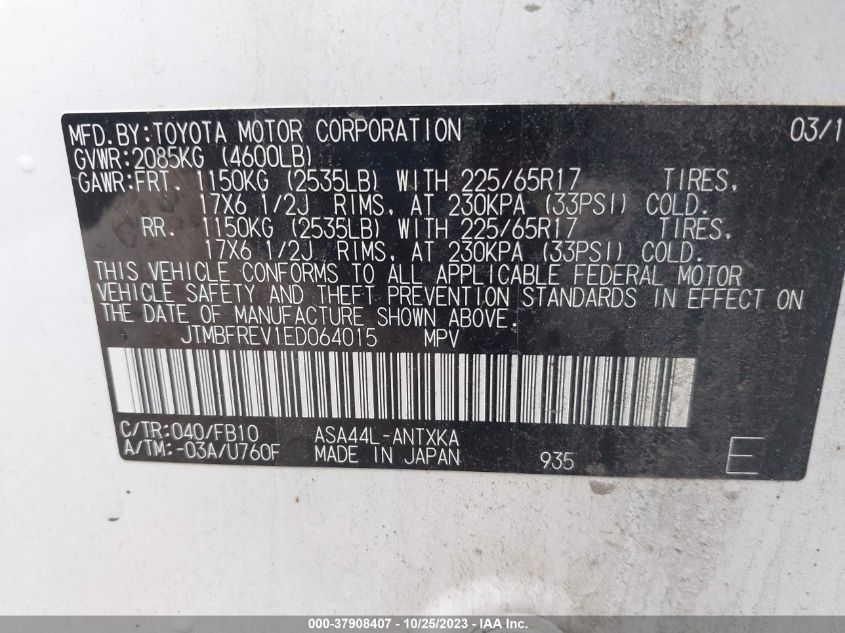 MFD.BY:TOYOTA MOTOR CORPORATION 03/1
GVWR:2085KG (4600LB)
GAWR:FRT. 1150KG (2535LB) WITH 225/65R17 TIRES,
17X6 1/2J RIMS, AT 230KPA (33PSI) COLD.
RR. 1150KG (2535LB) WITH 225/65R17 TIRES,
17X6 1/2J RIMS, AT 230KPA (33PSI) COLD.
THIS VEHICLE CONFORMS TO ALL APPLICABLE FEDERAL MOTOR
VEHICLE SAFETY AND THEFT PREVENTION STANDARDS IN EFFECT ON
THE DATE OF MANUFACTURE SHOWN ABOVE.
JTMBFREV1ED064015 MPV
C/TR:040/FB10 ASA44L-ANTXKA
A/TM:-03A/U760F MADE IN JAPAN 935 E
000-37908407 - 10/25/2023 - IAA, Inc.